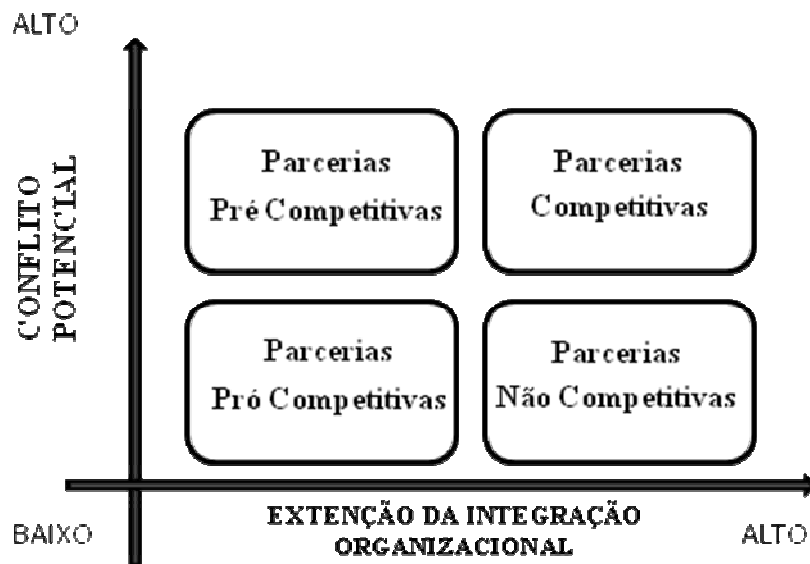 ALTO
CONFLITO
POTENCIAL
Parcerias
Pré Competitivas
Parcerias
Competitivas
Parcerias
Pró Competitivas
Parcerias
Não Competitivas
BAIXO
EXTENÇÃO DA INTEGRAÇÃO
ORGANIZACIONAL
ALTO